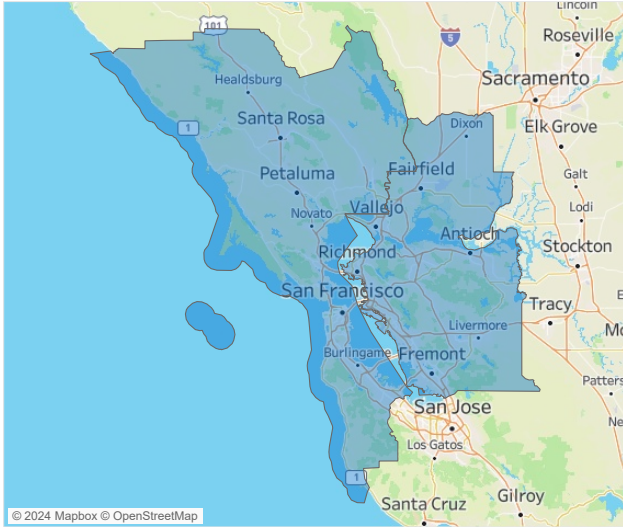 Lincoln
101
5
Roseville
Healdsburg
Sacramento
1
Santa Rosa
Dixon
Elk Grove
Petaluma
Fairfield
Galt
Novato
Vallejo
Lodi
Antioch
Richmond
Stockton
San Francisco
Tracy
Livermore
Burlingame
Fremont
Patters
San Jose
Los Gatos
1
Gilroy
Santa Cruz
© 2024 Mapbox © OpenStreetMap